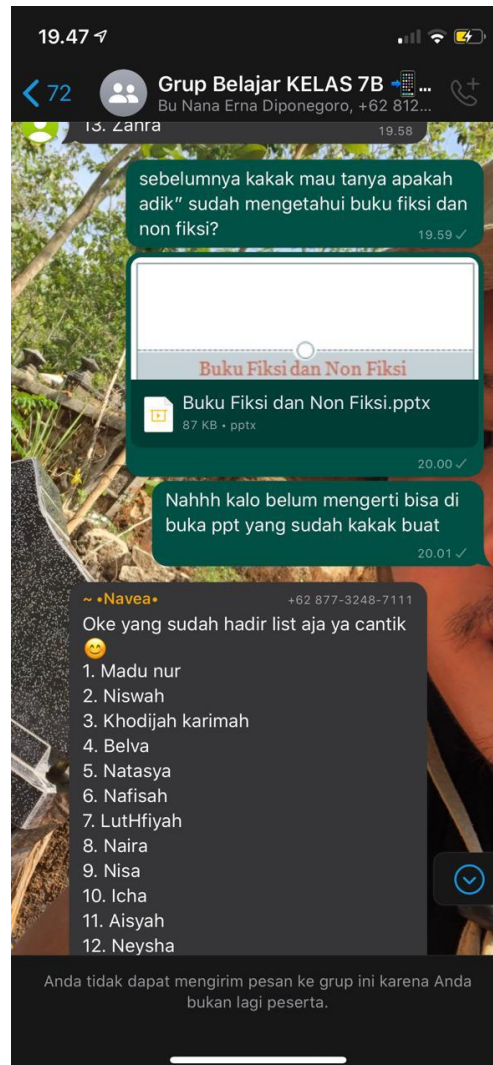 19.47
72
Grup Belajar KELAS 7B 📲...
Bu Nana Erna Diponegoro, +62 812...
13. Zahra
19.58
sebelumnya kakak mau tanya apakah
adik” sudah mengetahui buku fiksi dan
non fiksi?
19.59
Buku Fiksi dan Non Fiksi
Buku Fiksi dan Non Fiksi.pptx
87 KB • pptx
20.00
Nahhh kalo belum mengerti bisa di
buka ppt yang sudah kakak buat
20.01
~ •Navea• +62 877-3248-7111
Oke yang sudah hadir list aja ya cantik
😊
1. Madu nur
2. Niswah
3. Khodijah karimah
4. Belva
5. Natasya
6. Nafisah
7. LutHfiyah
8. Naira
9. Nisa
10. Icha
11. Aisyah
12. Neysha
Anda tidak dapat mengirim pesan ke grup ini karena Anda
bukan lagi peserta.